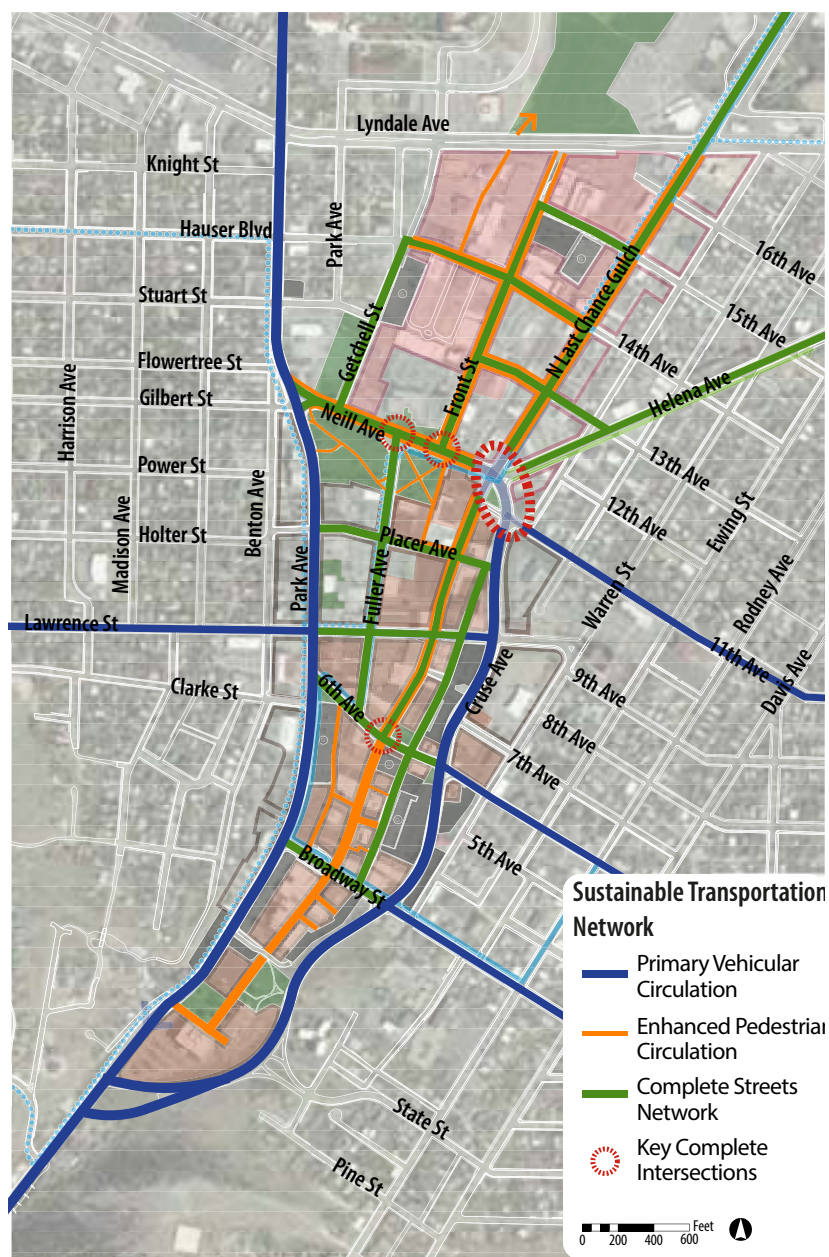 Lyndale Ave
Knight St
Hauser Blvd
Park Ave
16th Ave
Stuart St
15th Ave
N Last Chance Gulch
Getchell St
14th Ave
Front St
Flowertree St
Helena Ave
Harrison Ave
Gilbert St
Neill Ave
13th Ave
Power St
Madison Ave
Benton Ave
12th Ave
Ewing St
Holter St
Placer Ave
Park Ave
Fuller Ave
Warren St
Rodney Ave
Lawrence St
11th Ave
Davis Ave
Clarke St
6th Ave
Cruse Ave
9th Ave
8th Ave
7th Ave
5th Ave
Broadway St
State St
Pine St
Sustainable Transportation
Network
Primary Vehicular
Circulation
Enhanced Pedestrian
Circulation
Complete Streets
Network
Key Complete
Intersections
Feet
0 200 400 600